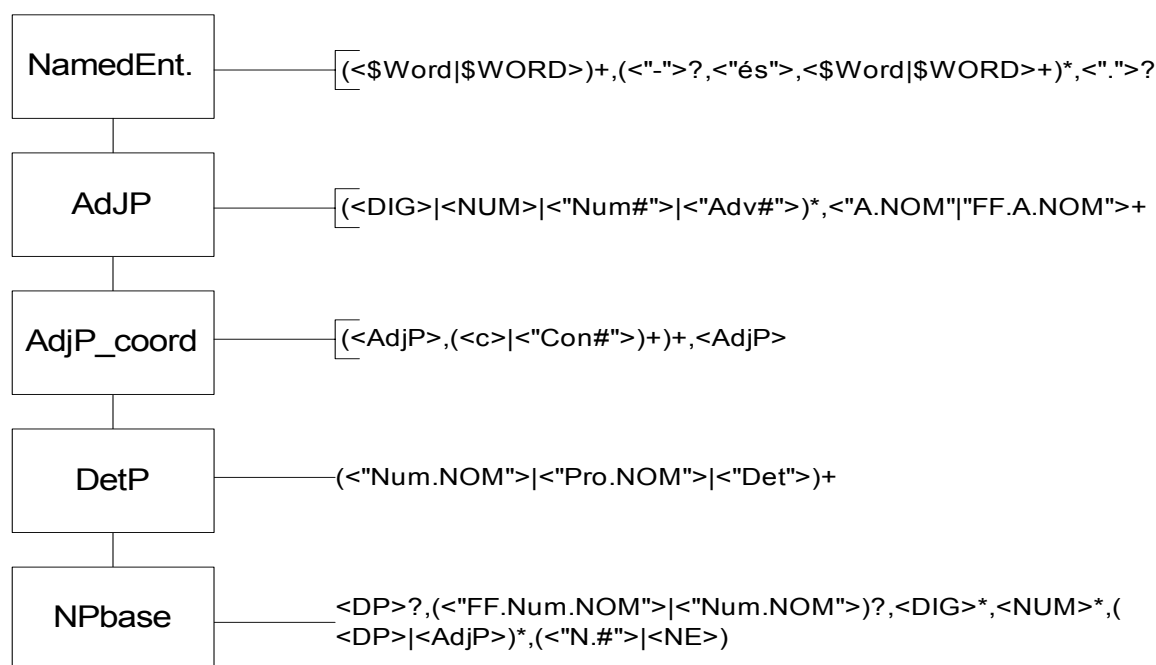 NamedEnt.
(<$Word|$WORD>)+,(<"-">?,<"és">,<$Word|$WORD>+)*,<".">?
AdJP
(<DIG>|<NUM>|<"Num#">|<"Adv#">)*,<"A.NOM"|"FF.A.NOM">+
AdjP_coord
(<AdjP>,(<c>|<"Con#">)+)+,<AdjP>
DetP
(<"Num.NOM">|<"Pro.NOM">|<"Det">)+
NPbase
<DP>?,(<"FF.Num.NOM">|<"Num.NOM">)?,<DIG>*,<NUM>*,(
<DP>|<AdjP>)*,(<"N.#">|<NE>)